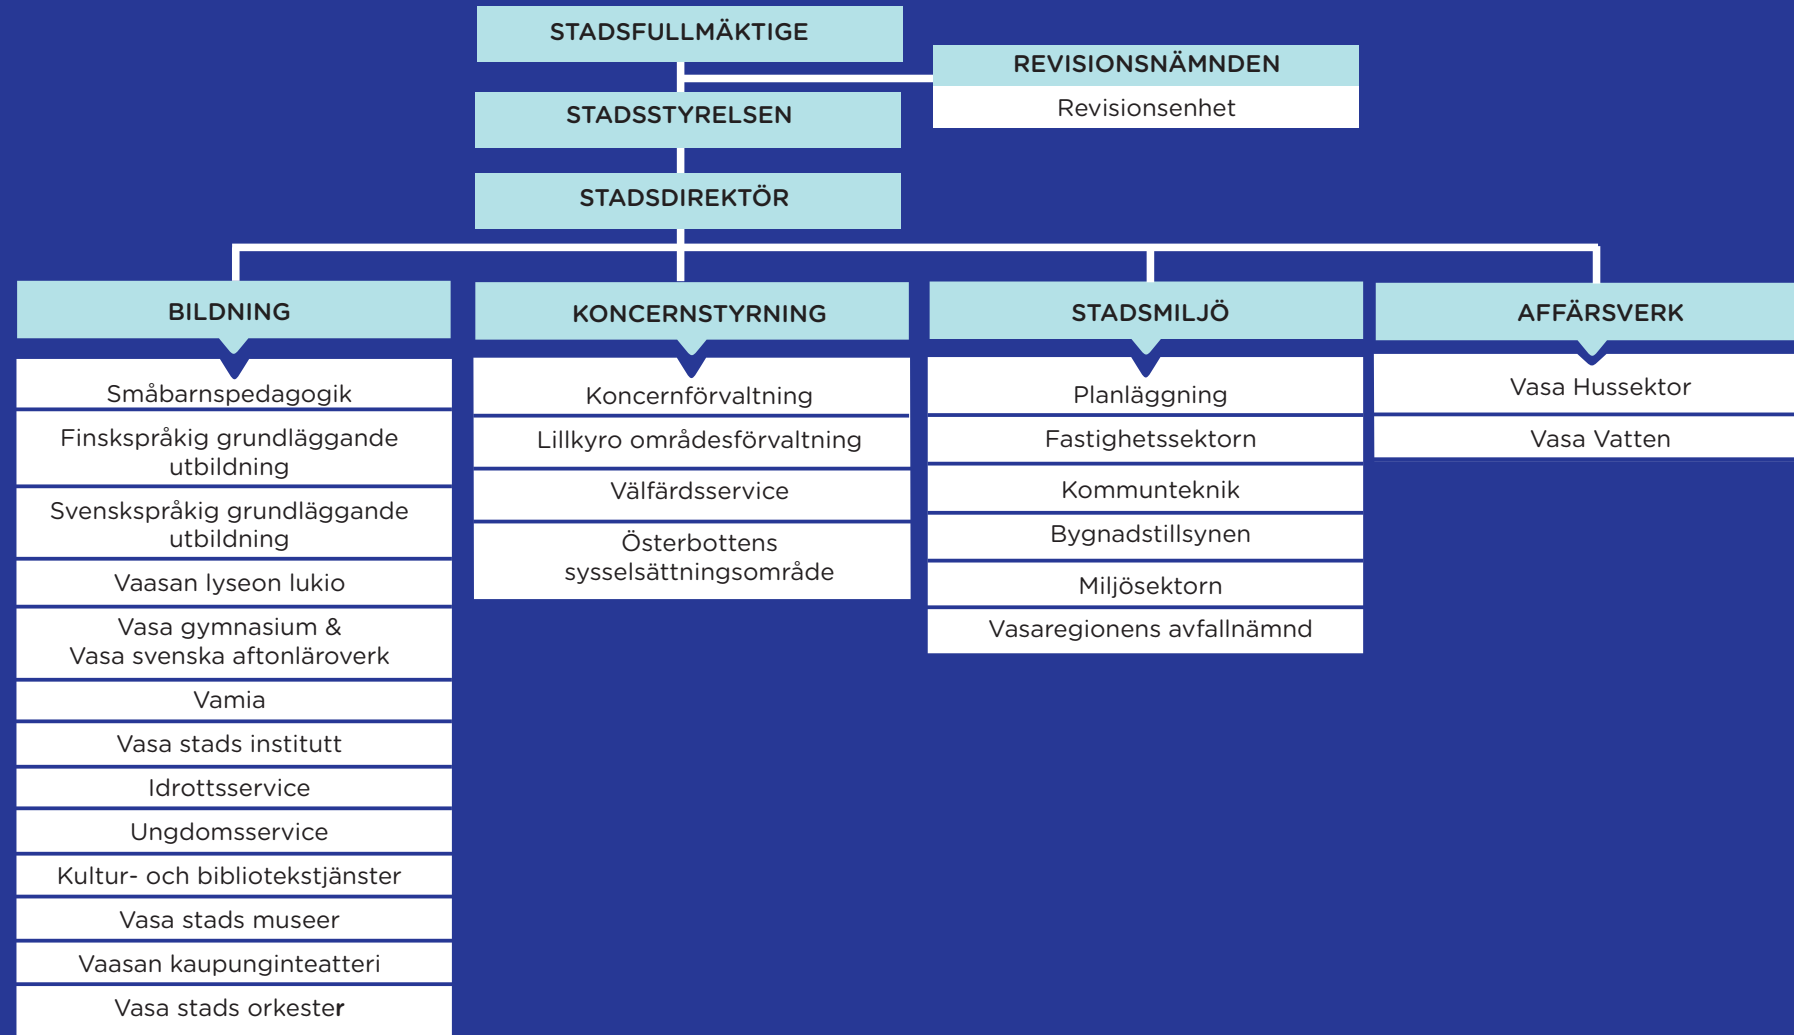 STADSFULLMÄKTIGE
REVISIONSNÄMNDEN
Revisionsenhet
STADSSTYRELSEN
STADSDIREKTÖR
BILDNING
Småbarnspedagogik
Finskspråkig grundläggande
utbildning
Svenskspråkig grundläggande
utbildning
Vaasan lyseon lukio
Vasa gymnasium &
Vasa svenska aftonläroverk
Vamia
Vasa stads institutt
Idrottsservice
Ungdomsservice
Kultur- och bibliotekstjänster
Vasa stads museer
Vaasan kaupunginteatteri
Vasa stads orkester
KONCERNSTYRNING
Koncernförvaltning
Lillkyro områdesförvaltning
Välfärdsservice
Österbottens
sysselsättningsområde
STADSMILJÖ
Planläggning
Fastighetssektorn
Kommunteknik
Bygnadstillsynen
Miljösektorn
Vasaregionens avfallnämnd
AFFÄRSVERK
Vasa Hussektor
Vasa Vatten